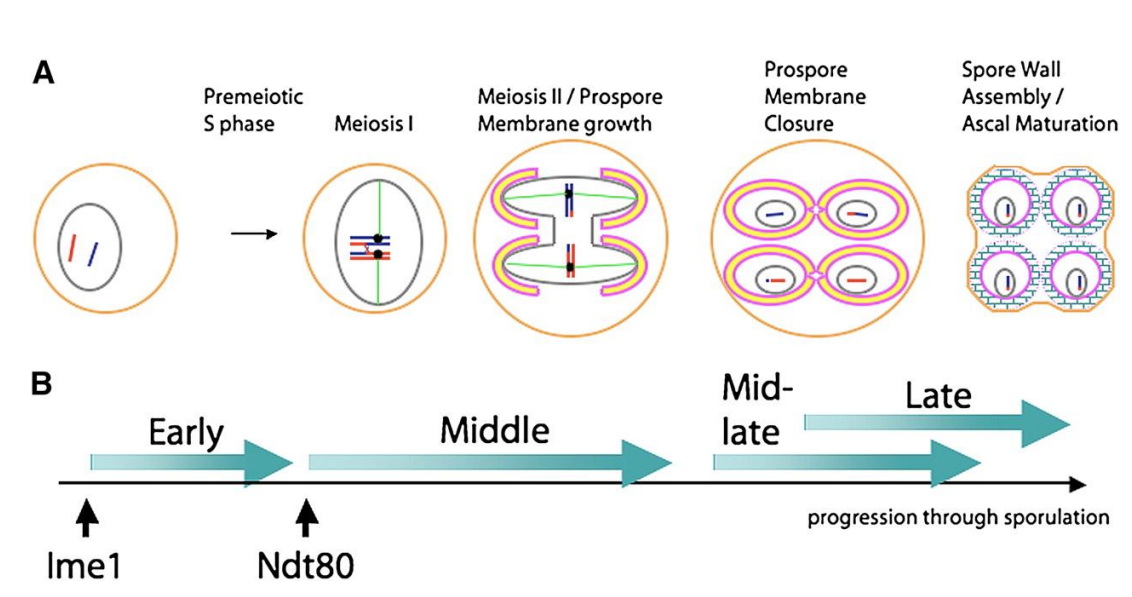 A
Premeiotic
S phase
Meiosis I
Meiosis II / Prospore
Membrane growth
Prospore
Membrane
Closure
Spore Wall
Assembly /
Ascal Maturation
B
Early
Middle
Mid-
late
Late
progression through sporulation
Ime1
Ndt80